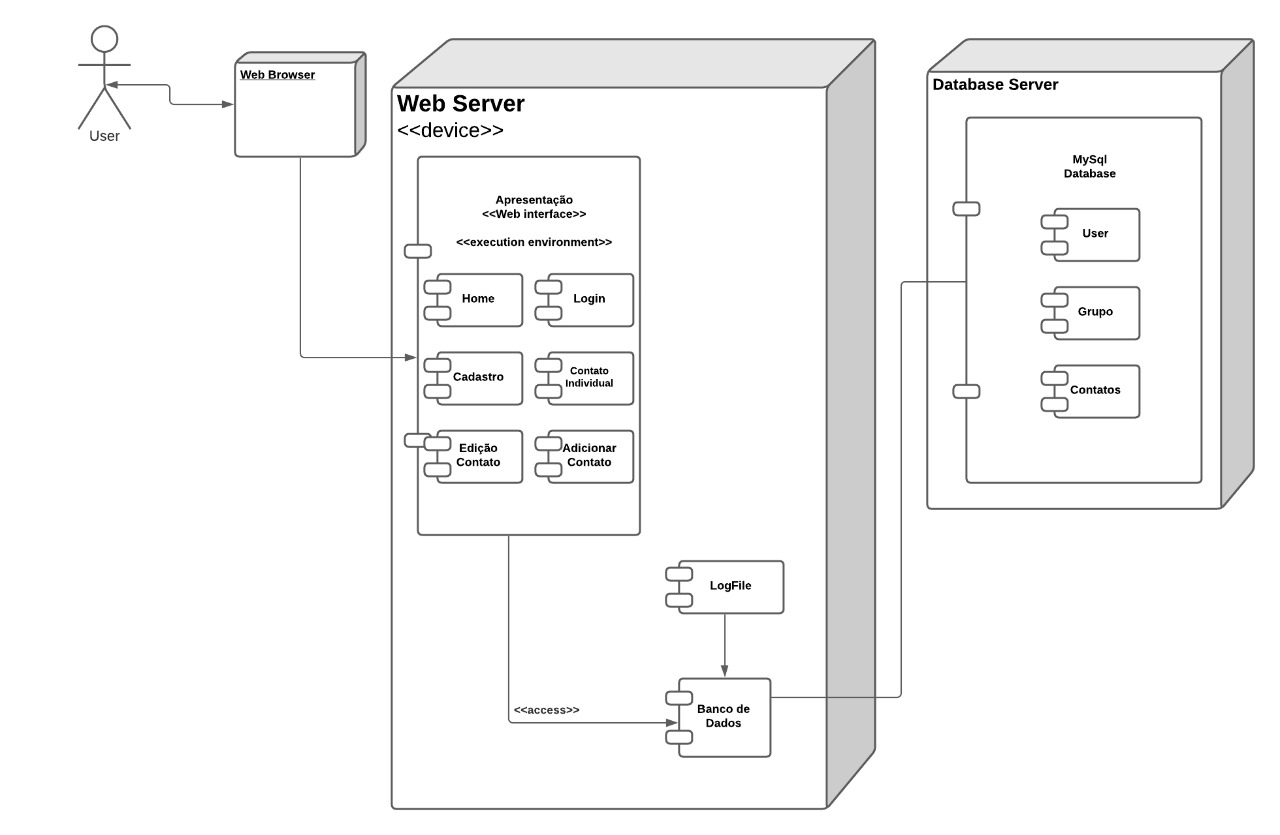 User
Web Browser
Web Server
<<device>>
Apresentação
<<Web interface>>
<<execution environment>>
Home
Login
Cadastro
Contato
Individual
Edição
Contato
Adicionar
Contato
LogFile
<<access>>
Banco de
Dados
Database Server
MySql
Database
User
Grupo
Contatos